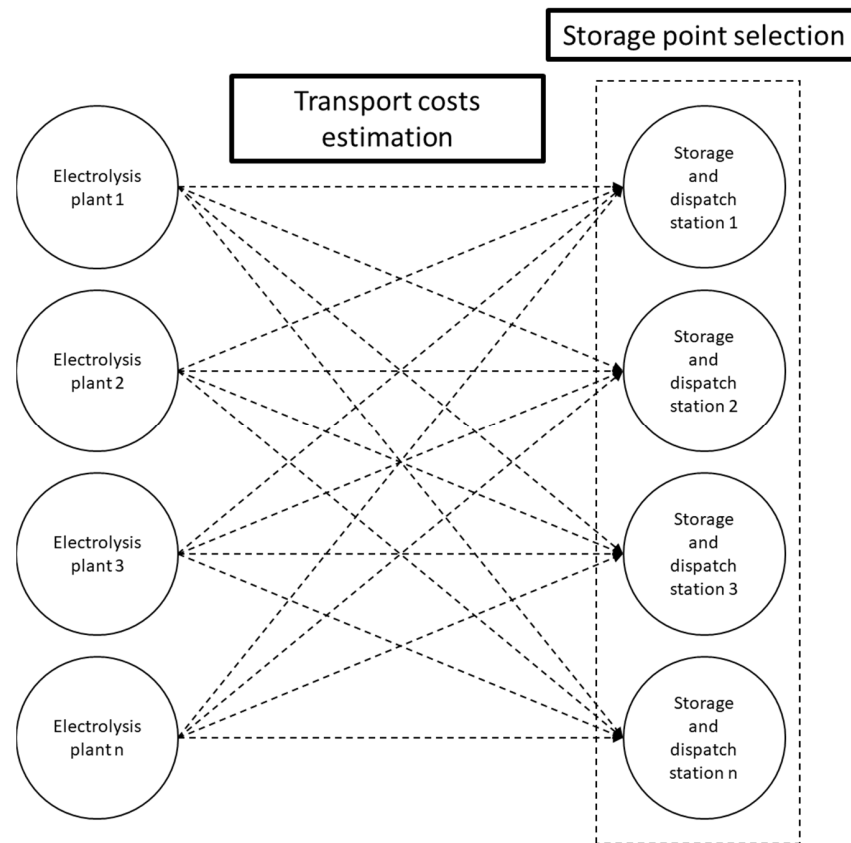 Storage point selection
Transport costs
estimation
Electrolysis
plant 1
Storage
and
dispatch
station 1
Electrolysis
plant 2
Storage
and
dispatch
station 2
Electrolysis
plant 3
Storage
and
dispatch
station 3
Electrolysis
plant n
Storage
and
dispatch
station n